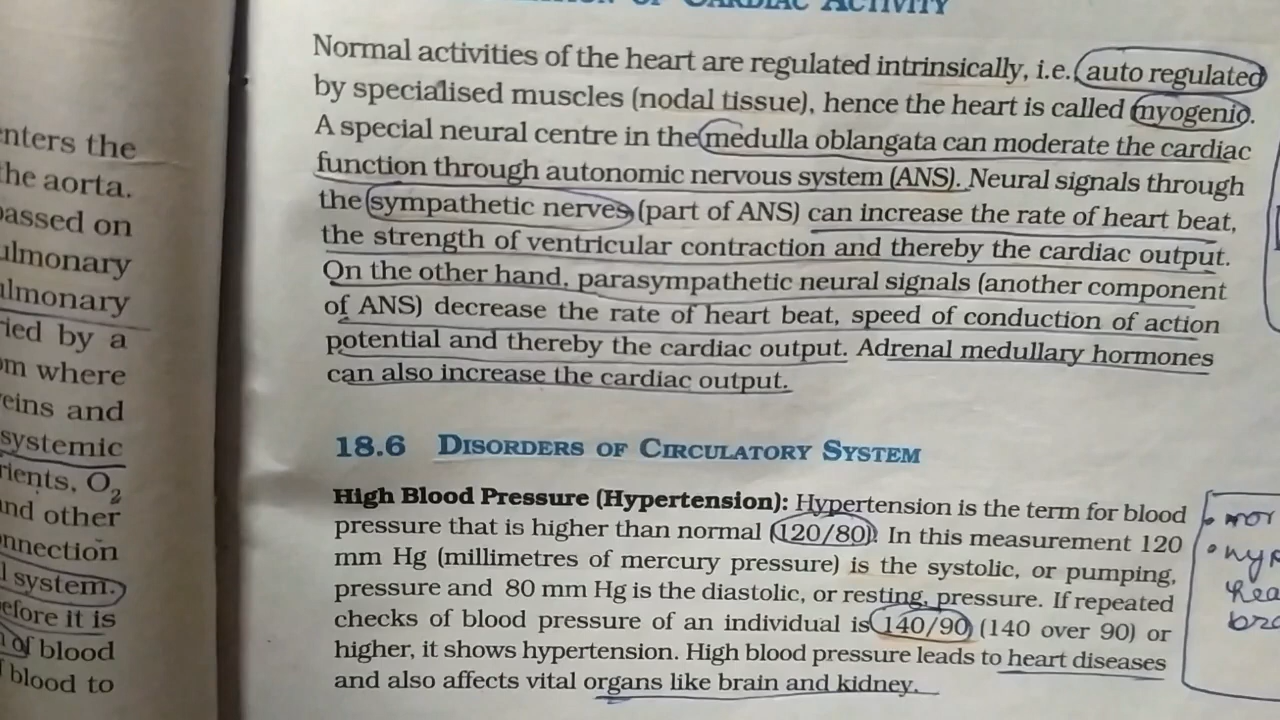 enters the
the aorta.
passed on
pulmonary
pulmonary
ried by a
om where
veins and
systemic
rients, O2
and other
onnection
l system.
efore it is
of blood
blood to
OF CARDIAC ACTIVITY
Normal activities of the heart are regulated intrinsically, i.e. auto regulated
by specialised muscles (nodal tissue), hence the heart is called myogenic.
A special neural centre in the medulla oblangata can moderate the cardiac
function through autonomic nervous system (ANS). Neural signals through
the sympathetic nerves (part of ANS) can increase the rate of heart beat,
the strength of ventricular contraction and thereby the cardiac output.
On the other hand, parasympathetic neural signals (another component
of ANS) decrease the rate of heart beat, speed of conduction of action
potential and thereby the cardiac output. Adrenal medullary hormones
can also increase the cardiac output.
18.6 DISORDERS OF CIRCULATORY SYSTEM
High Blood Pressure (Hypertension): Hypertension is the term for blood
pressure that is higher than normal (120/80). In this measurement 120
mm Hg (millimetres of mercury pressure) is the systolic, or pumping,
pressure and 80 mm Hg is the diastolic, or resting, pressure. If repeated
checks of blood pressure of an individual is 140/90 (140 over 90) or
higher, it shows hypertension. High blood pressure leads to heart diseases
and also affects vital organs like brain and kidney.